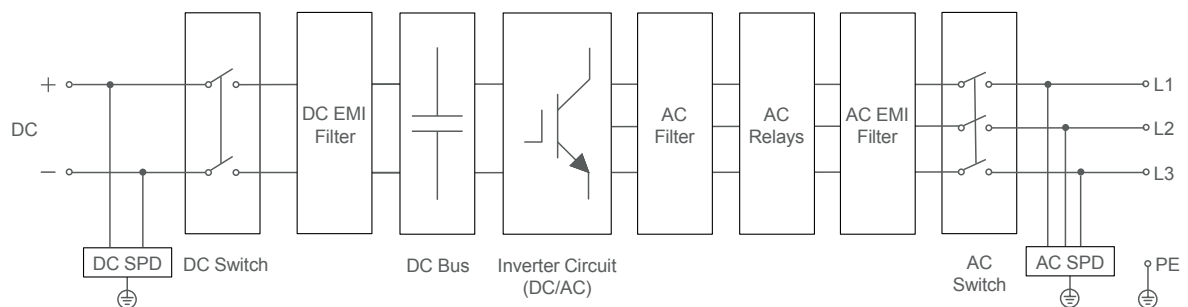 +
DC
−
DC SPD
DC Switch
DC EMI
Filter
DC Bus
Inverter Circuit
(DC/AC)
AC
Filter
AC
Relays
AC EMI
Filter
AC
Switch
AC SPD
L1
L2
L3
PE